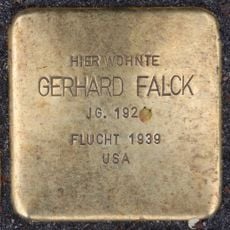 HIER WOHNTE
GERHARD FALCK
JG.
FLUCHT 1939
USA